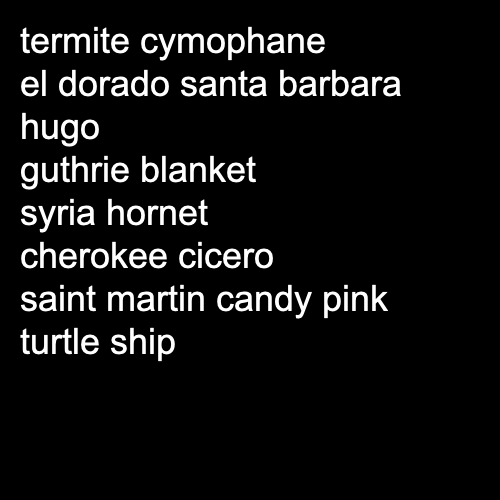 termite cymophane
el dorado santa barbara
hugo
guthrie blanket
syria hornet
cherokee cicero
saint martin candy pink
turtle ship